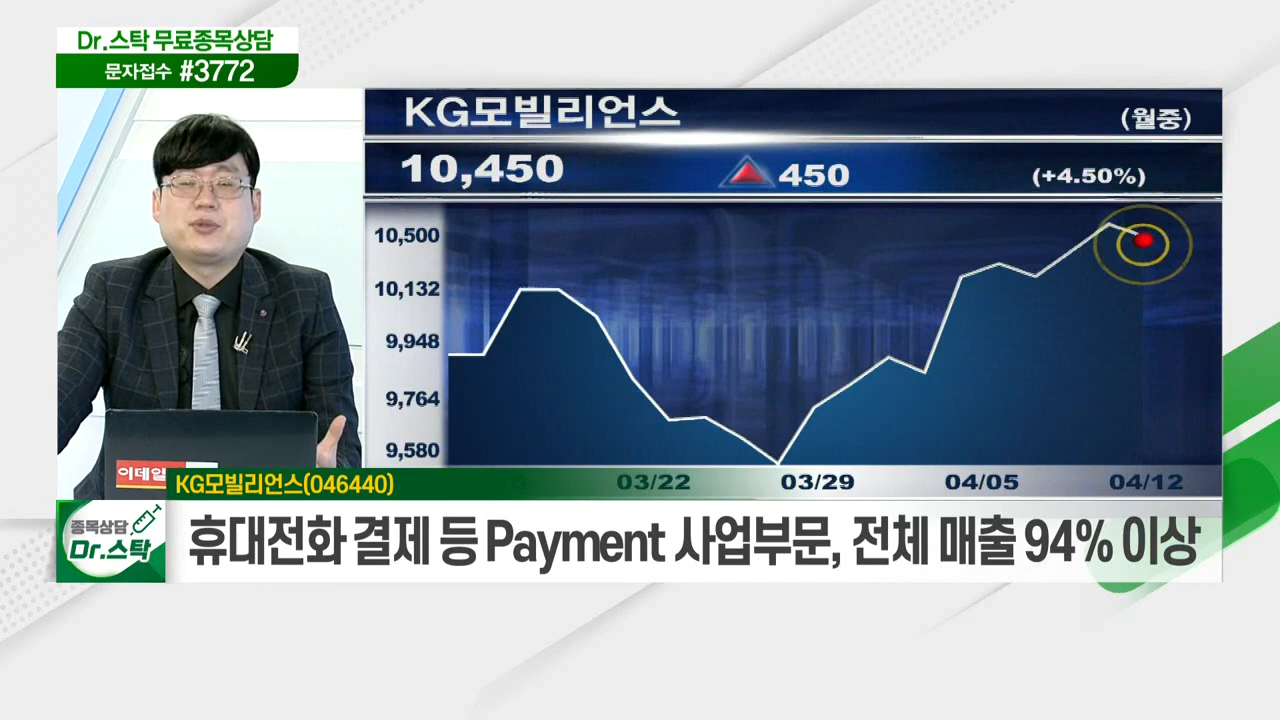 Dr.스탁 무료종목상담
문자접수 #3772
KG모빌리언스
(월중)
10,450 450 (+4.50%)
10,500
10,132
9,948
9,764
9,580
03/22 03/29 04/05 04/12
이데일
KG모빌리언스(046440)
종목상담
Dr.스탁
휴대전화 결제 등 Payment 사업부문, 전체 매출 94% 이상